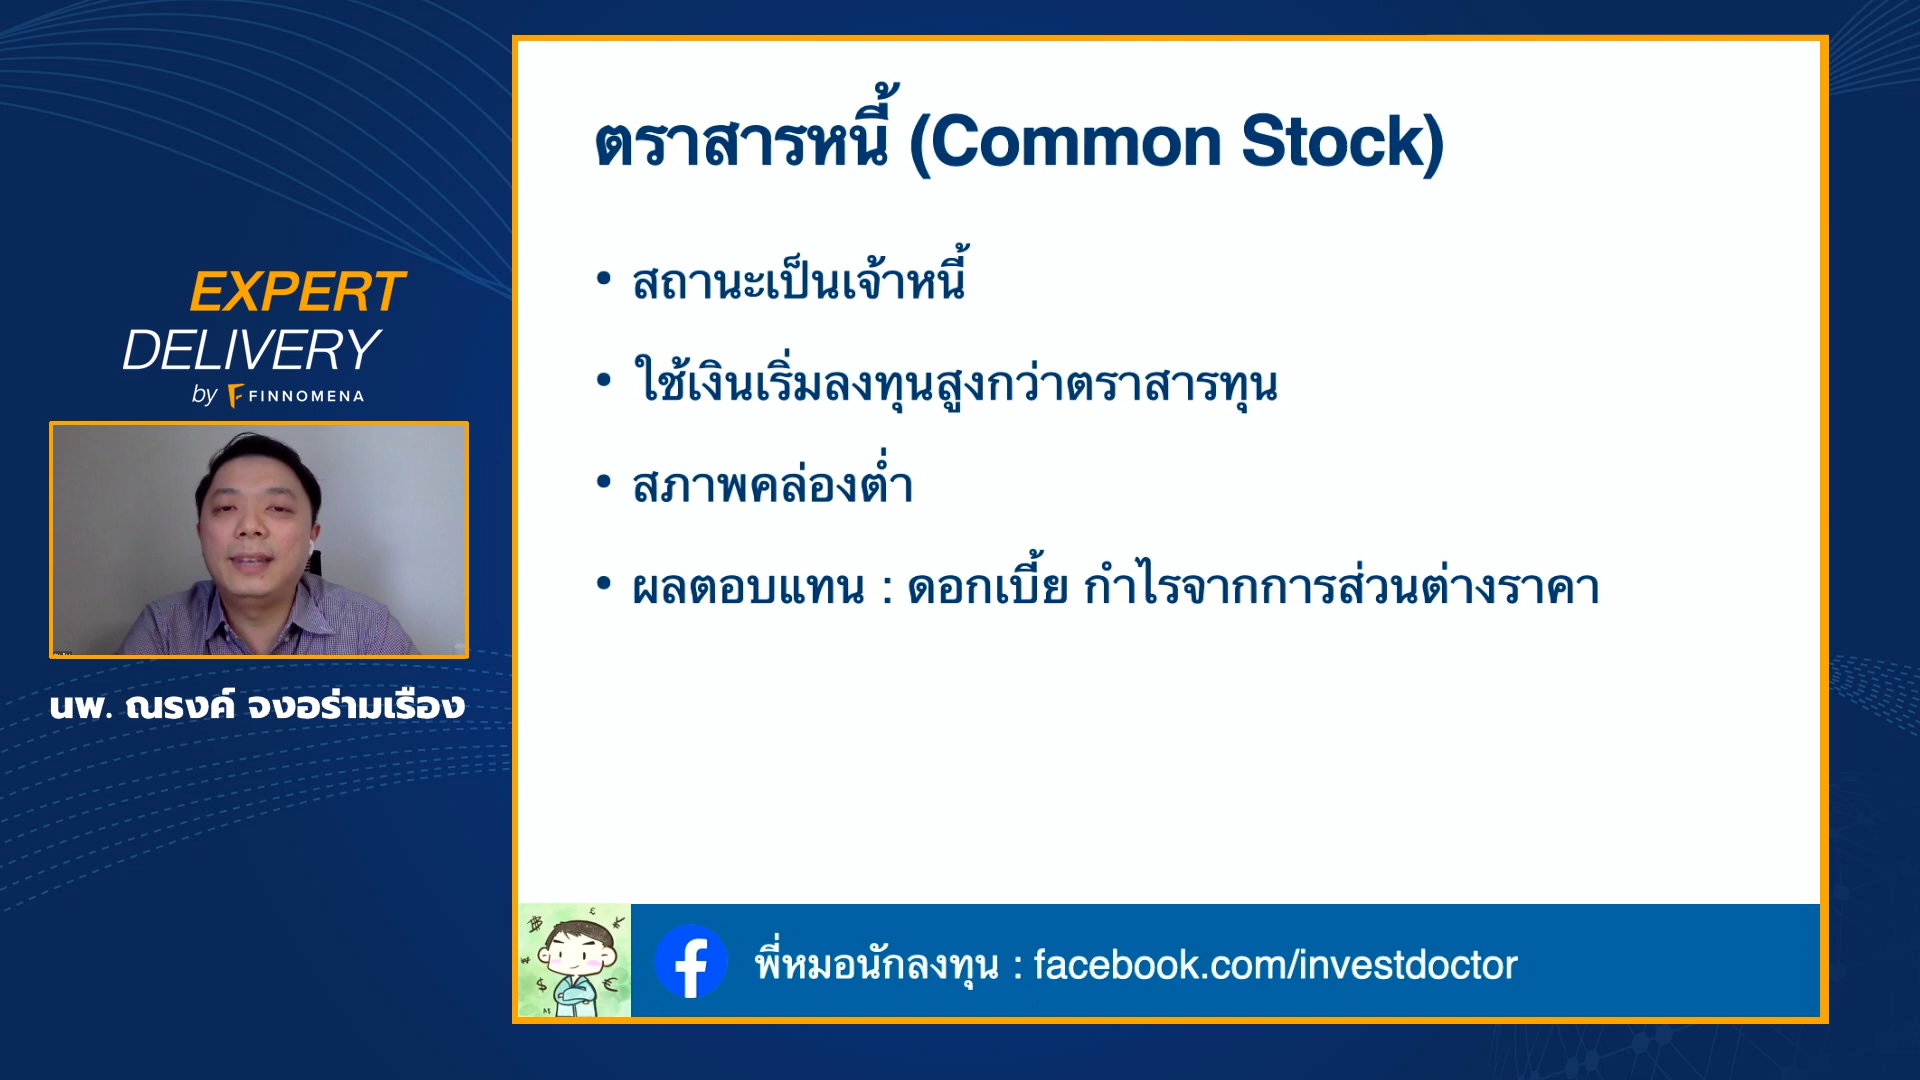 EXPERT
DELIVERY
by FINNOMENA
นพ. ณรงค์ จงอร่ามเรือง
ตราสารหนี้ (Common Stock)
• สถานะเป็นเจ้าหนี้
• ใช้เงินเริ่มลงทุนสูงกว่าตราสารทุน
• สภาพคล่องต่ำ
• ผลตอบแทน : ดอกเบี้ย กำไรจากการส่วนต่างราคา
พี่หมอนักลงทุน : facebook.com/investdoctor